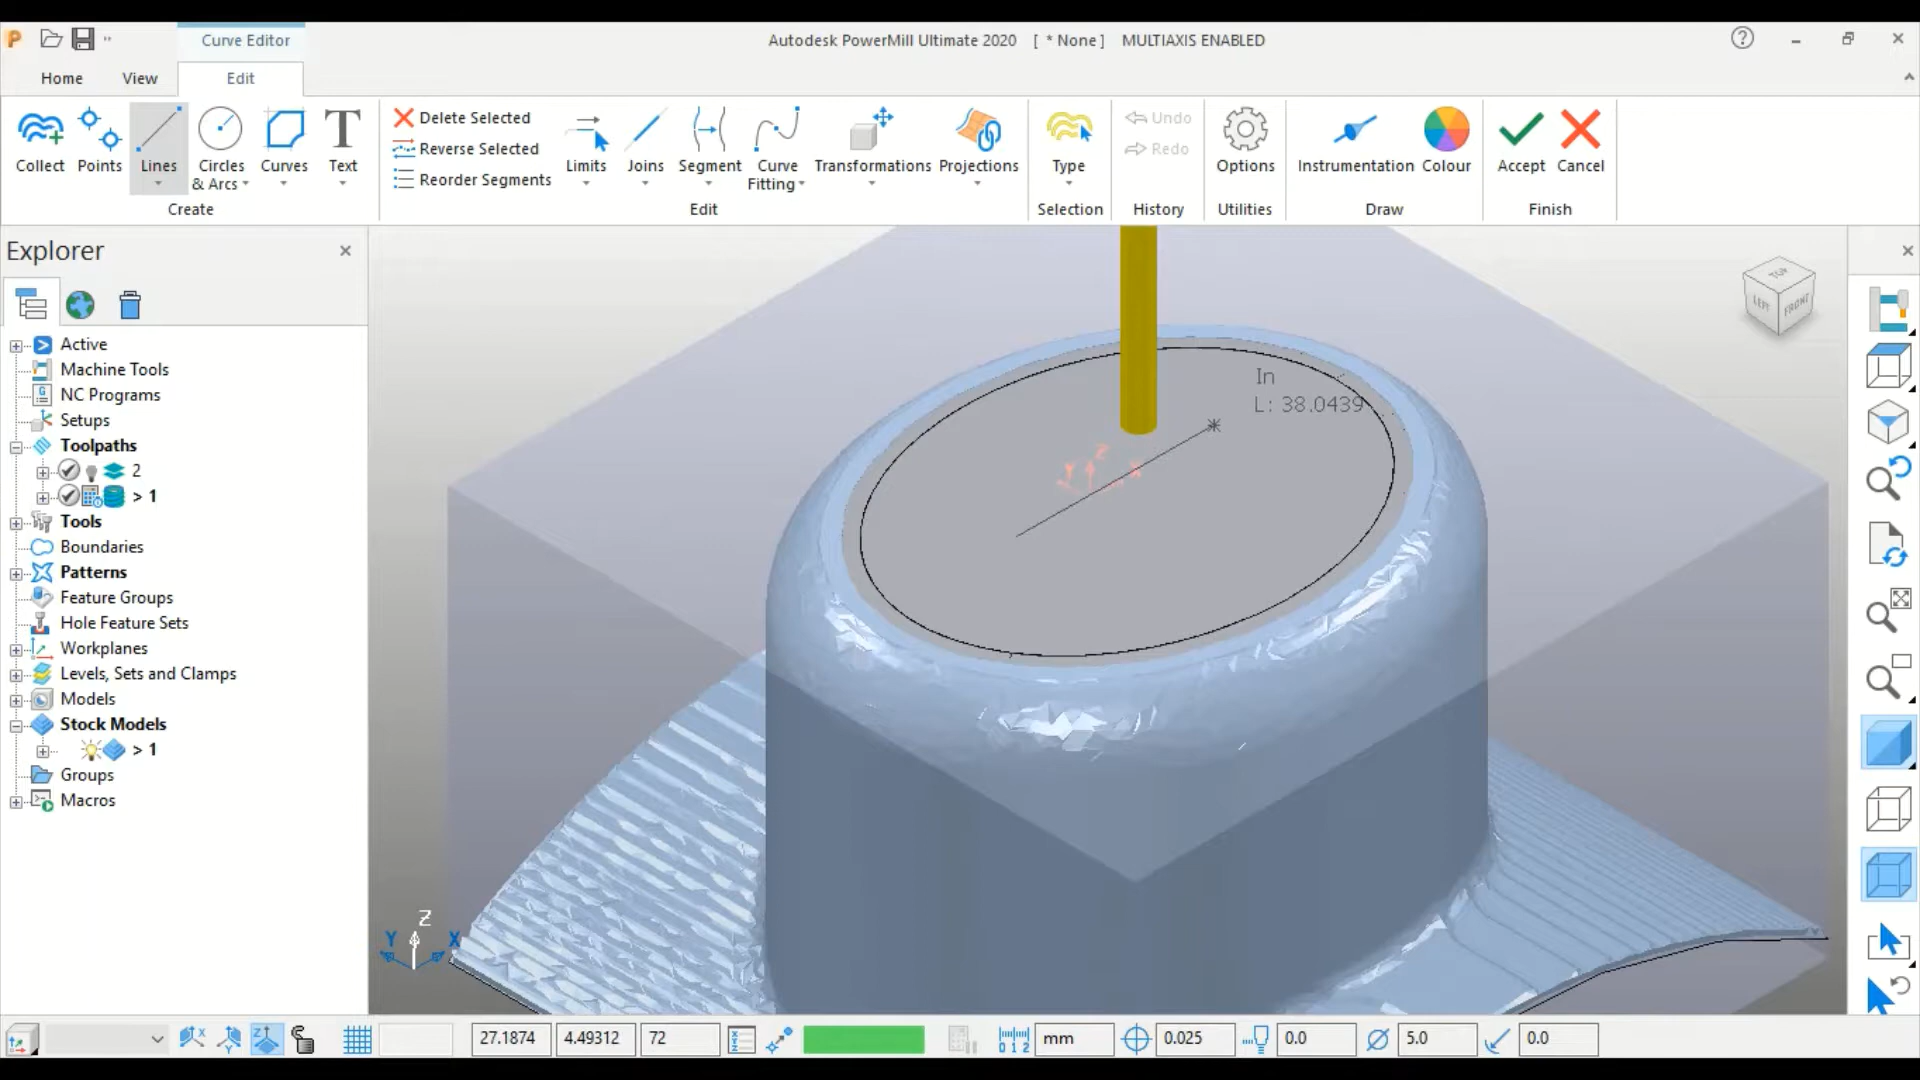 Curve Editor
Autodesk PowerMill Ultimate 2020 [ * None ] MULTIAXIS ENABLED
Home View Edit
Collect Points Lines Circles & Arcs Curves Text
Create
Delete Selected
Reverse Selected
Reorder Segments
Limits Joins Segment Curve Fitting Transformations Projections
Edit
Type
Selection
Undo
Redo
History
Options
Utilities
Instrumentation Colour
Draw
Accept Cancel
Finish
Explorer
Active
Machine Tools
NC Programs
Setups
Toolpaths
2
> 1
Tools
Boundaries
Patterns
Feature Groups
Hole Feature Sets
Workplanes
Levels, Sets and Clamps
Models
Stock Models
> 1
Groups
Macros
In
L: 38.0439
Z
Y X
TOP
LEFT FRONT
Z
Y X
27.1874 4.49312 72 mm 0.025 0.0 5.0 0.0